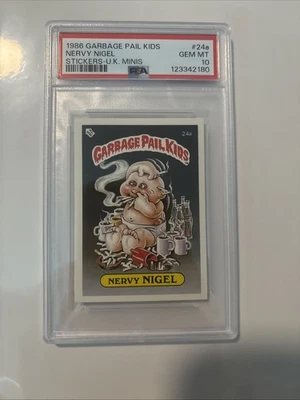 1986 GARBAGE PAIL KIDS #24a
NERVY NIGEL GEM MT
STICKERS-U.K. MINIS 10
PSA 123342180
24a
GARBAGE PAIL KIDS
NERVY NIGEL